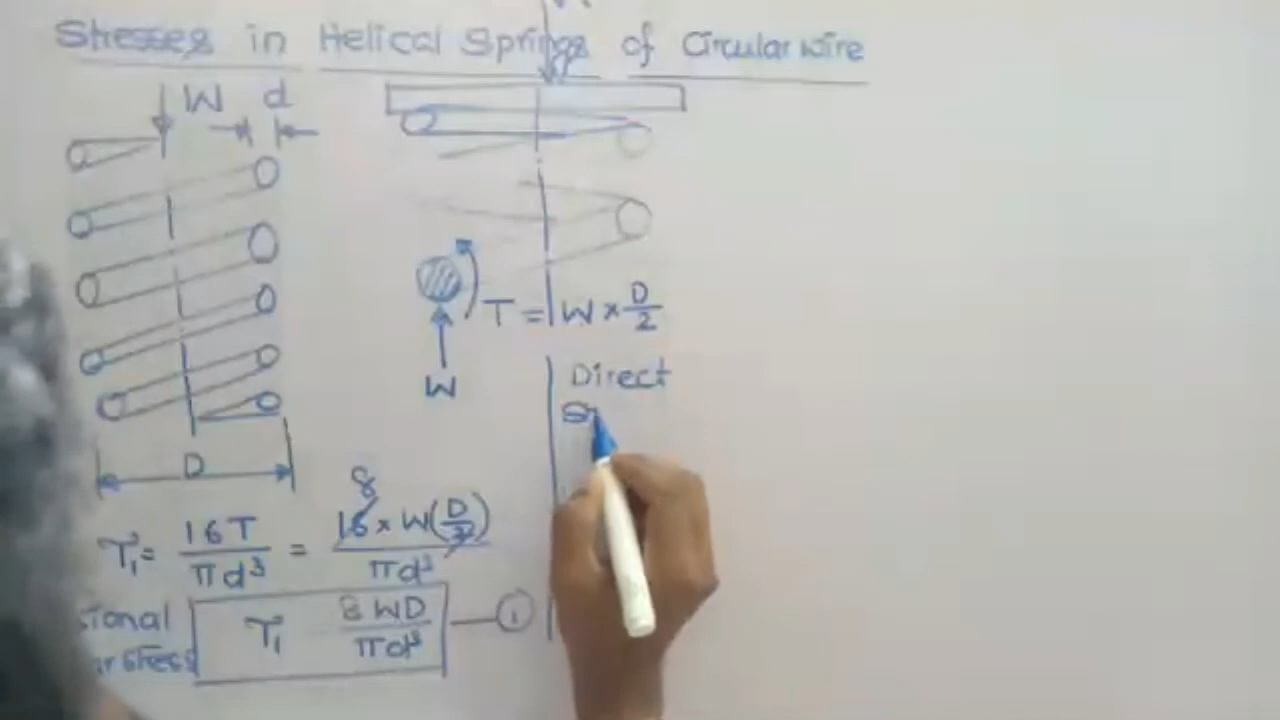 Stresses in Helical Springs of Circular wire
W d
T = W × D/2
W
Direct
D
τ₁ = 16T/πd³ = 16 × W(D/2)/πd³
8
τ₁ 8WD/πd³ — ①